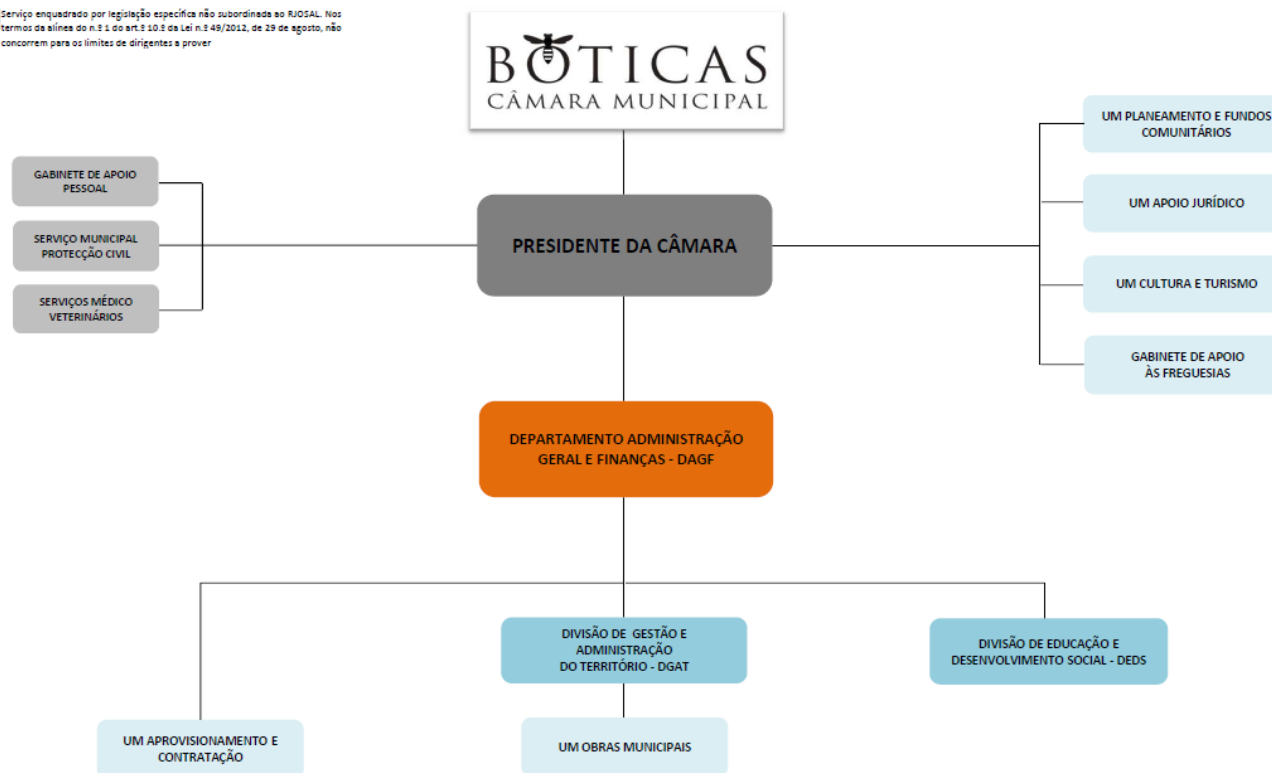 Serviço enquadrado por legislação específica não subordinada ao RJOSAL. Nos
termos da alínea do n.º 1 do art.º 10.º da Lei n.º 49/2012, de 29 de agosto, não
concorrem para os limites de dirigentes a prover
BOTICAS
CÂMARA MUNICIPAL
GABINETE DE APOIO
PESSOAL
SERVIÇO MUNICIPAL
PROTECÇÃO CIVIL
SERVIÇOS MÉDICO
VETERINÁRIOS
PRESIDENTE DA CÂMARA
UM PLANEAMENTO E FUNDOS
COMUNITÁRIOS
UM APOIO JURÍDICO
UM CULTURA E TURISMO
GABINETE DE APOIO
ÀS FREGUESIAS
DEPARTAMENTO ADMINISTRAÇÃO
GERAL E FINANÇAS - DAGF
DIVISÃO DE GESTÃO E
ADMINISTRAÇÃO
DO TERRITÓRIO - DGAT
DIVISÃO DE EDUCAÇÃO E
DESENVOLVIMENTO SOCIAL - DEDS
UM APROVISIONAMENTO E
CONTRATAÇÃO
UM OBRAS MUNICIPAIS